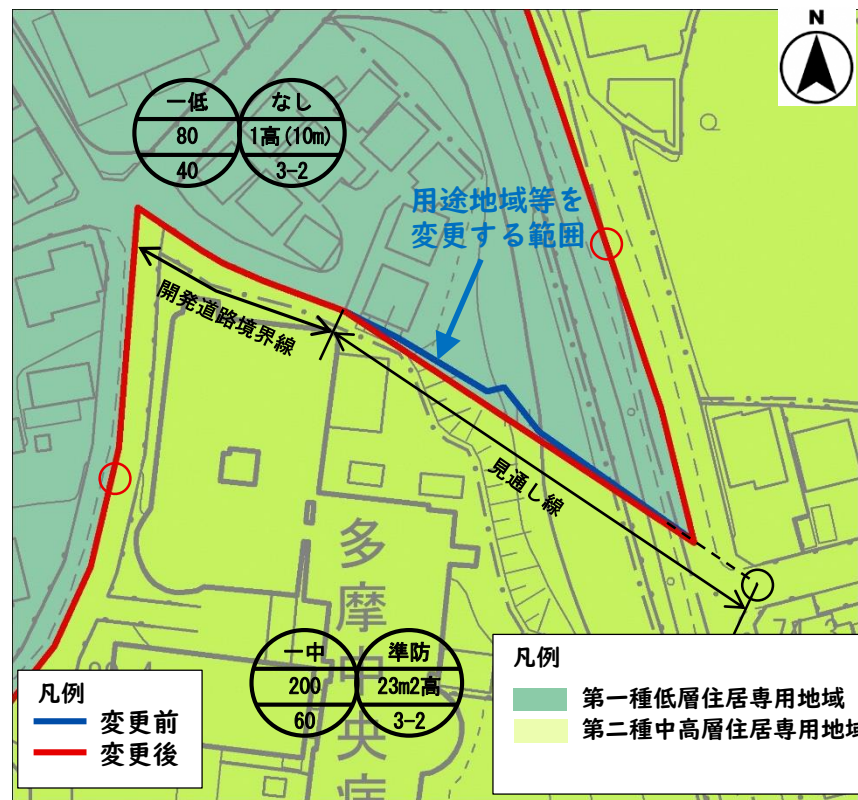 N
一低
80
40
なし
1高(10m)
3-2
用途地域等を
変更する範囲
開発道路境界線
見通し線
多摩中央病
一中
200
60
準防
23m2高
3-2
凡例
変更前
変更後
凡例
第一種低層住居専用地域
第二種中高層住居専用地域